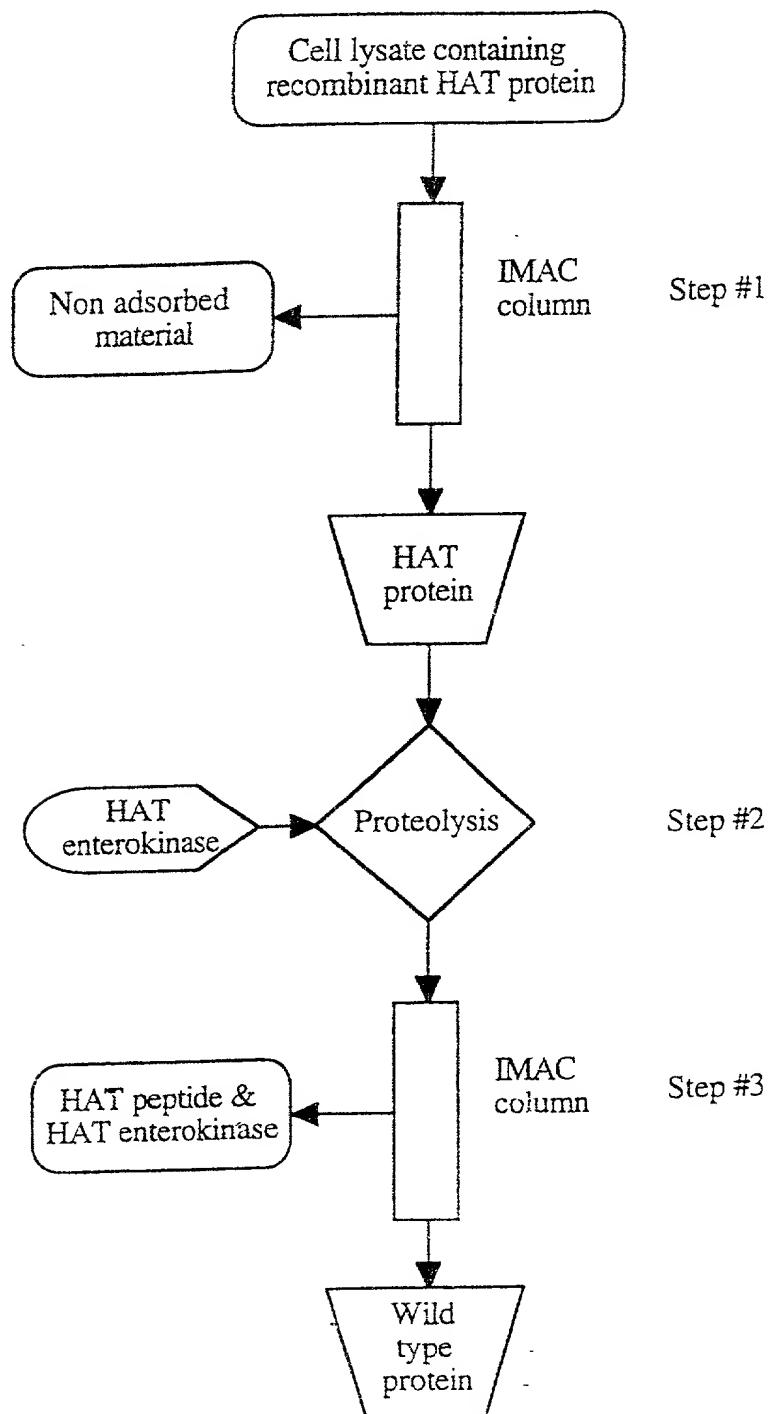 Cell lysate containing
recombinant HAT protein
IMAC
column
Step #1
Non adsorbed
material
HAT
protein
HAT
enterokinase
Proteolysis
Step #2
IMAC
column
Step #3
HAT peptide &
HAT enterokinase
Wild
type
protein